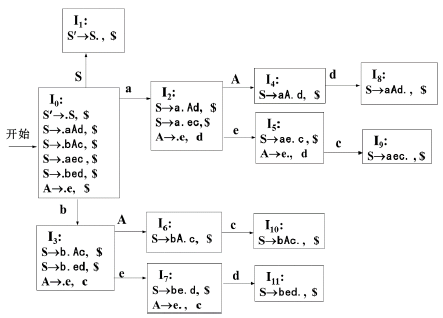 I₁:
S′→S., $
S
I₀:
S′→.S, $
S→.aAd, $
S→.bAc, $
S→.aec, $
S→.bed, $
A→.e, $
开始
a
I₂:
S→a.Ad, $
S→a.ec,$
A→.e, d
A
I₄:
S→aA.d, $
d
I₈:
S→aAd., $
e
I₅:
S→ae.c, $
A→e., d
c
I₉:
S→aec., $
b
I₃:
S→b.Ac, $
S→b.ed, $
A→.e, c
A
I₆:
S→bA.c, $
c
I₁₀:
S→bAc., $
e
I₇:
S→be.d, $
A→e., c
d
I₁₁:
S→bed., $